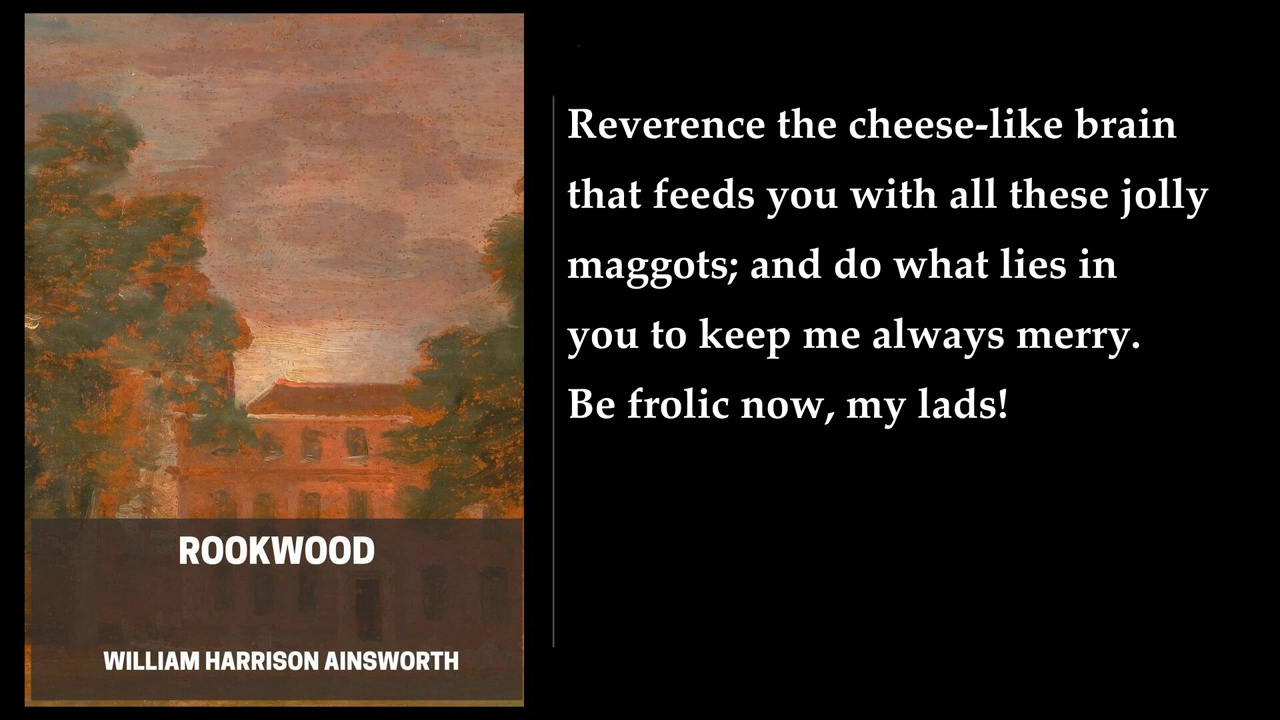 ROOKWOOD
WILLIAM HARRISON AINSWORTH
Reverence the cheese-like brain
that feeds you with all these jolly
maggots; and do what lies in
you to keep me always merry.
Be frolic now, my lads!